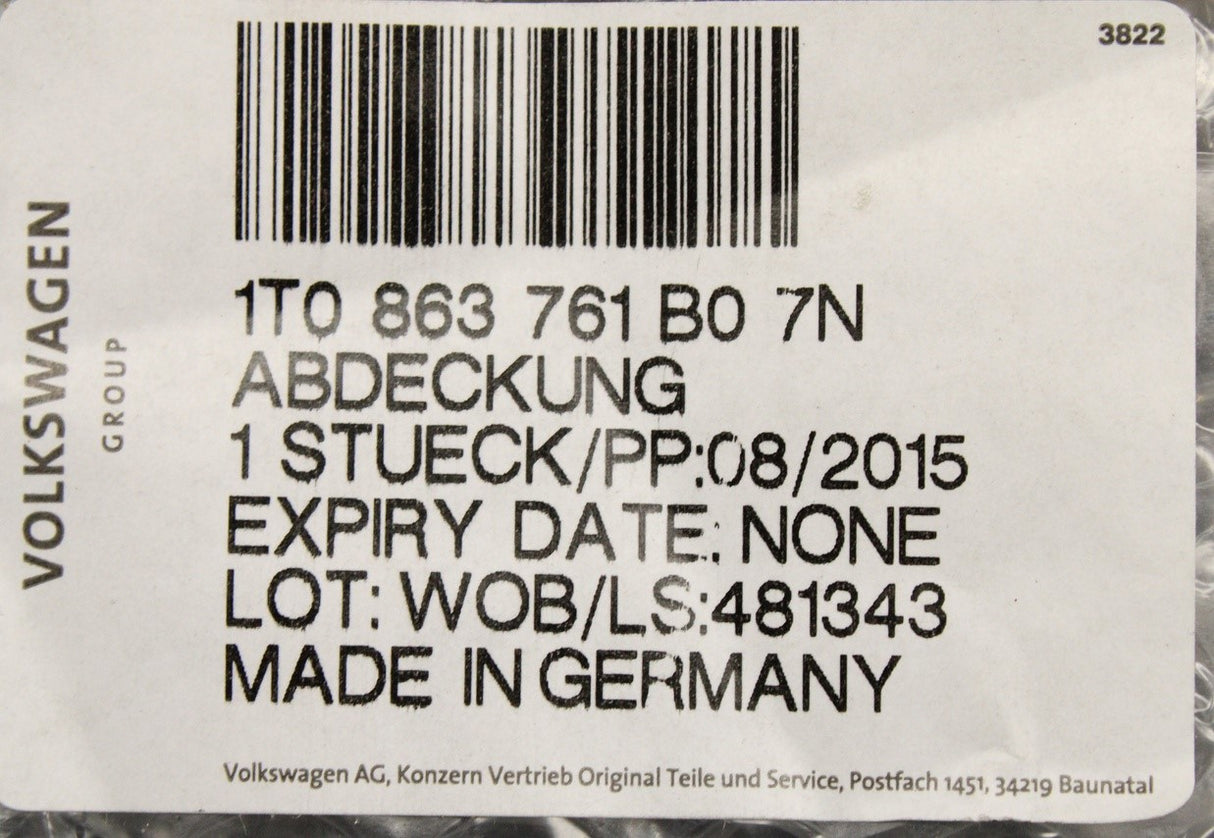 3822
VOLKSWAGEN
GROUP
1T0 863 761 B0 7N
ABDECKUNG
1 STUECK/PP:08/2015
EXPIRY DATE: NONE
LOT: WOB/LS:481343
MADE IN GERMANY
Volkswagen AG, Konzern Vertrieb Original Teile und Service, Postfach 1451, 34219 Baunatal